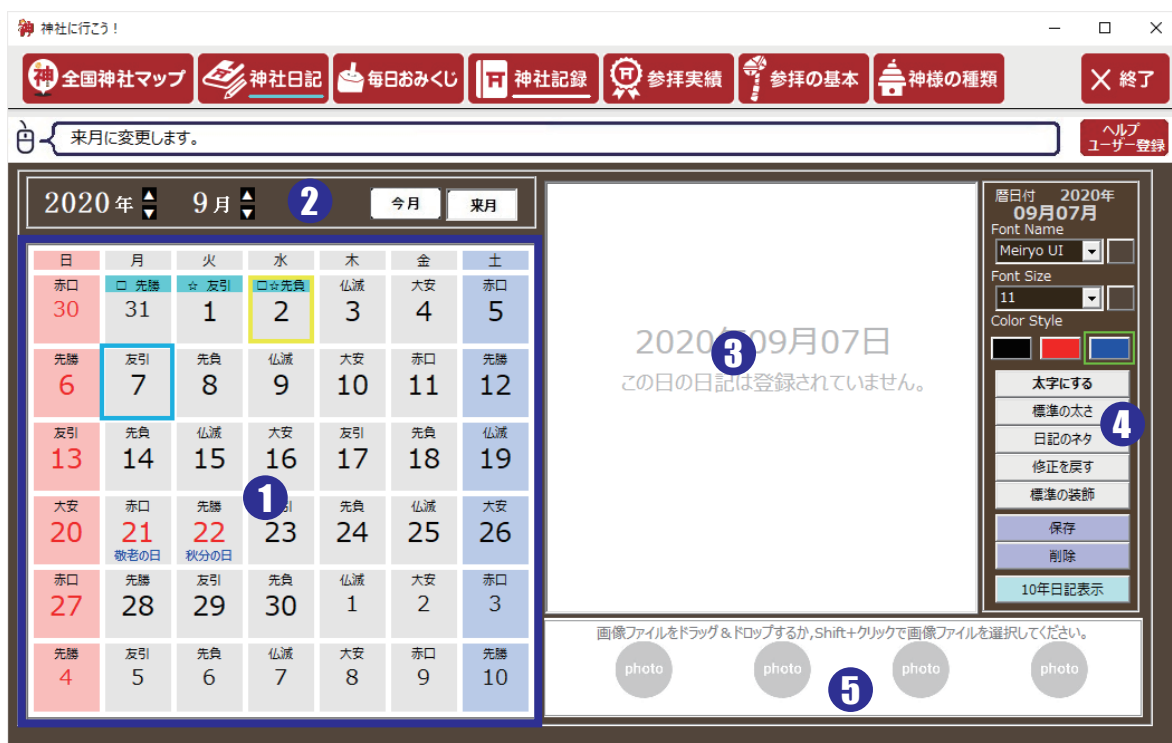 神社に行こう！
全国神社マップ 神社日記 毎日おみくじ 神社記録 参拝実績 参拝の基本 神様の種類 終了
来月に変更します。
ヘルプ
ユーザー登録
2020年 9月 2 今月 来月
日 月 火 水 木 金 土
赤口 □ 先勝 ☆ 友引 □☆先負 仏滅 大安 赤口
30 31 1 2 3 4 5
先勝 友引 先負 仏滅 大安 赤口 先勝
6 7 8 9 10 11 12
友引 先負 仏滅 大安 友引 先負 仏滅
13 14 15 16 17 18 19
1
大安 赤口 先勝 引 先負 仏滅 大安
20 21 22 23 24 25 26
敬老の日 秋分の日
赤口 先勝 友引 先負 仏滅 大安 赤口
27 28 29 30 1 2 3
先勝 友引 先負 仏滅 大安 赤口 先勝
4 5 6 7 8 9 10
2020 09月07日
3
この日の日記は登録されていません。
暦日付 2020年
09月07日
Font Name
Meiryo UI
Font Size
11
Color Style
太字にする
標準の太さ
4
日記のネタ
修正を戻す
標準の装飾
保存
削除
10年日記表示
画像ファイルをドラッグ＆ドロップするか,Shift+クリックで画像ファイルを選択してください。
photo photo photo photo
5